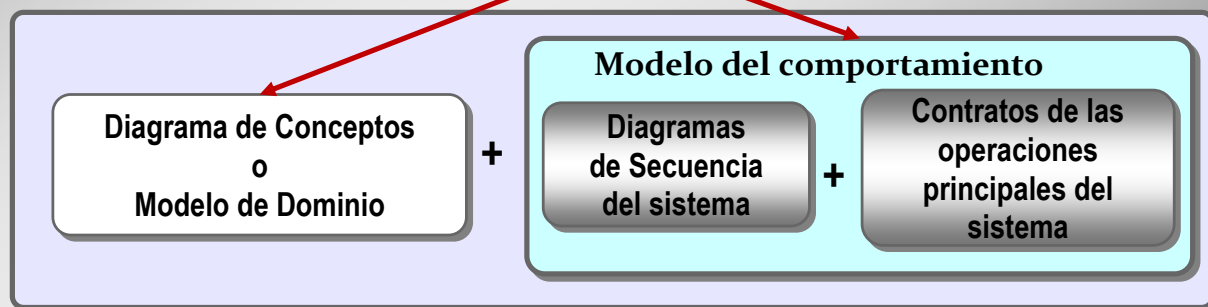 Modelo del comportamiento
Diagrama de Conceptos
o
Modelo de Dominio
+
Diagramas
de Secuencia
del sistema
+
Contratos de las
operaciones
principales del
sistema